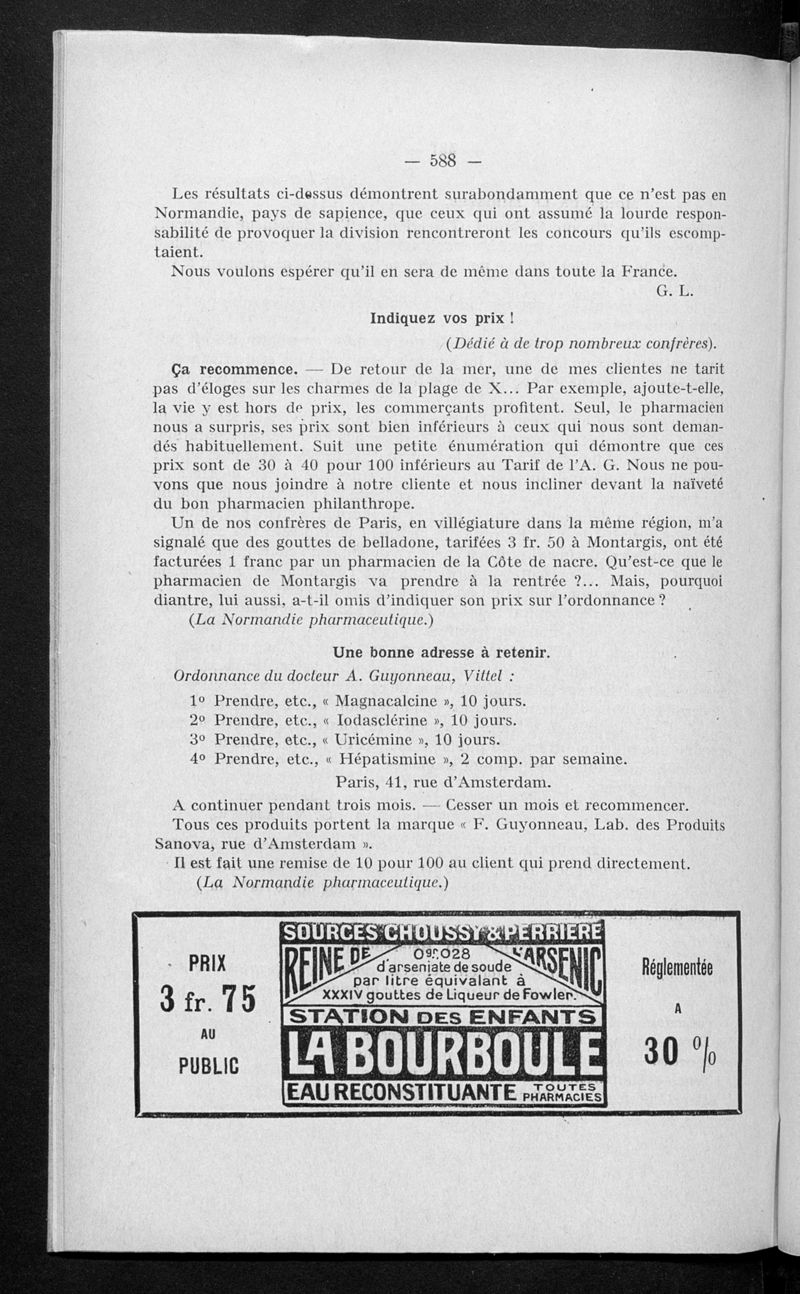 — 588 —
Les résultats ci-dessus démontrent surabondamment que ce n'est pas en
Normandie, pays de sapience, que ceux qui ont assumé la lourde respon-
sabilité de provoquer la division rencontreront les concours qu'ils escomp-
taient.
Nous voulons espérer qu'il en sera de même dans toute la France.
G. L.
Indiquez vos prix !
(Dédié à de trop nombreux confrères).
Ça recommence. — De retour de la mer, une de mes clientes ne tarit
pas d'éloges sur les charmes de la plage de X... Par exemple, ajoute-t-elle,
la vie y est hors de prix, les commerçants profitent. Seul, le pharmacien
nous a surpris, ses prix sont bien inférieurs à ceux qui nous sont deman-
dés habituellement. Suit une petite énumération qui démontre que ces
prix sont de 30 à 40 pour 100 inférieurs au Tarif de l'A. G. Nous ne pou-
vons que nous joindre à notre cliente et nous incliner devant la naïveté
du bon pharmacien philanthrope.
Un de nos confrères de Paris, en villégiature dans la même région, m'a
signalé que des gouttes de belladone, tarifées 3 fr. 50 à Montargis, ont été
facturées 1 franc par un pharmacien de la Côte de nacre. Qu'est-ce que le
pharmacien de Montargis va prendre à la rentrée ?... Mais, pourquoi
diantre, lui aussi, a-t-il omis d'indiquer son prix sur l'ordonnance ?
(La Normandie pharmaceutique.)
Une bonne adresse à retenir.
Ordonnance du docteur A. Guyonneau, Vittel :
1º Prendre, etc., « Magnacalcine », 10 jours.
2º Prendre, etc., « Iodasclérine », 10 jours.
3º Prendre, etc., « Uricémine », 10 jours.
4º Prendre, etc., « Hépatismine », 2 comp. par semaine.
Paris, 41, rue d'Amsterdam.
A continuer pendant trois mois. — Cesser un mois et recommencer.
Tous ces produits portent la marque « F. Guyonneau, Lab. des Produits
Sanova, rue d'Amsterdam ».
Il est fait une remise de 10 pour 100 au client qui prend directement.
(La Normandie pharmaceutique.)
PRIX
3 fr. 75
AU
PUBLIC
SOURCES CHOUSSY & PERRIERE
REINE DE L'ARSENIC
0gr.028
d'arseniate de soude
par litre équivalant à
XXXIV gouttes de Liqueur de Fowler.
STATION DES ENFANTS
LA BOURBOULE
EAU RECONSTITUANTE TOUTES PHARMACIES
Réglementée
A
30 %